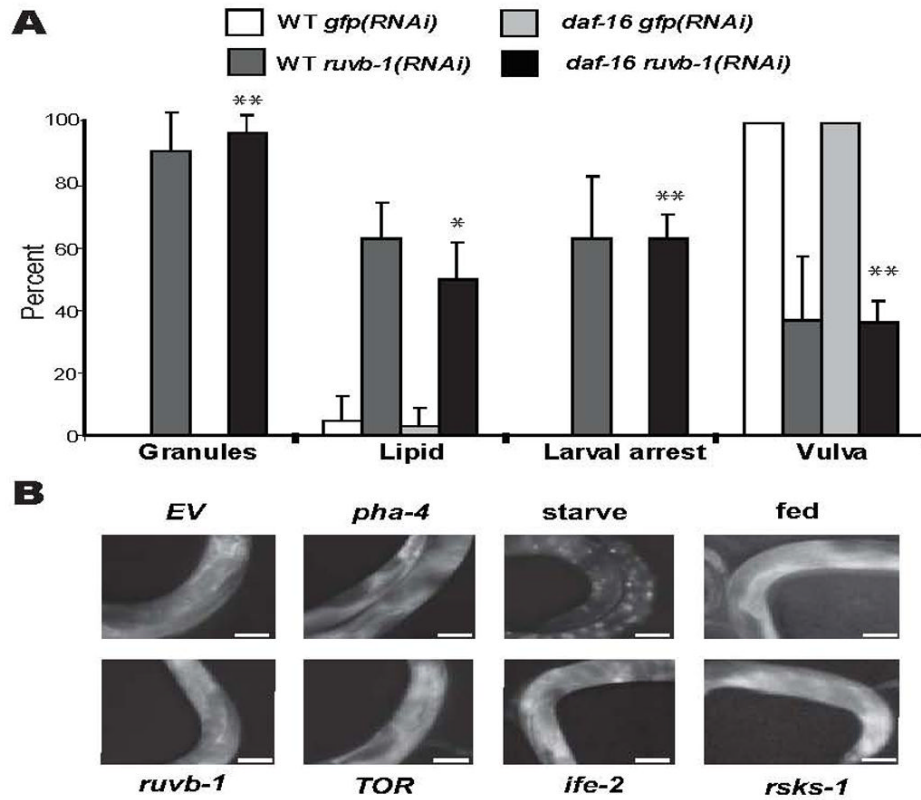 A
WT gfp(RNAi) daf-16 gfp(RNAi)
WT ruvb-1(RNAi) daf-16 ruvb-1(RNAi)
Percent
100
80
60
40
20
0
** * ** **
Granules Lipid Larval arrest Vulva
B
EV pha-4 starve fed
ruvb-1 TOR ife-2 rsks-1